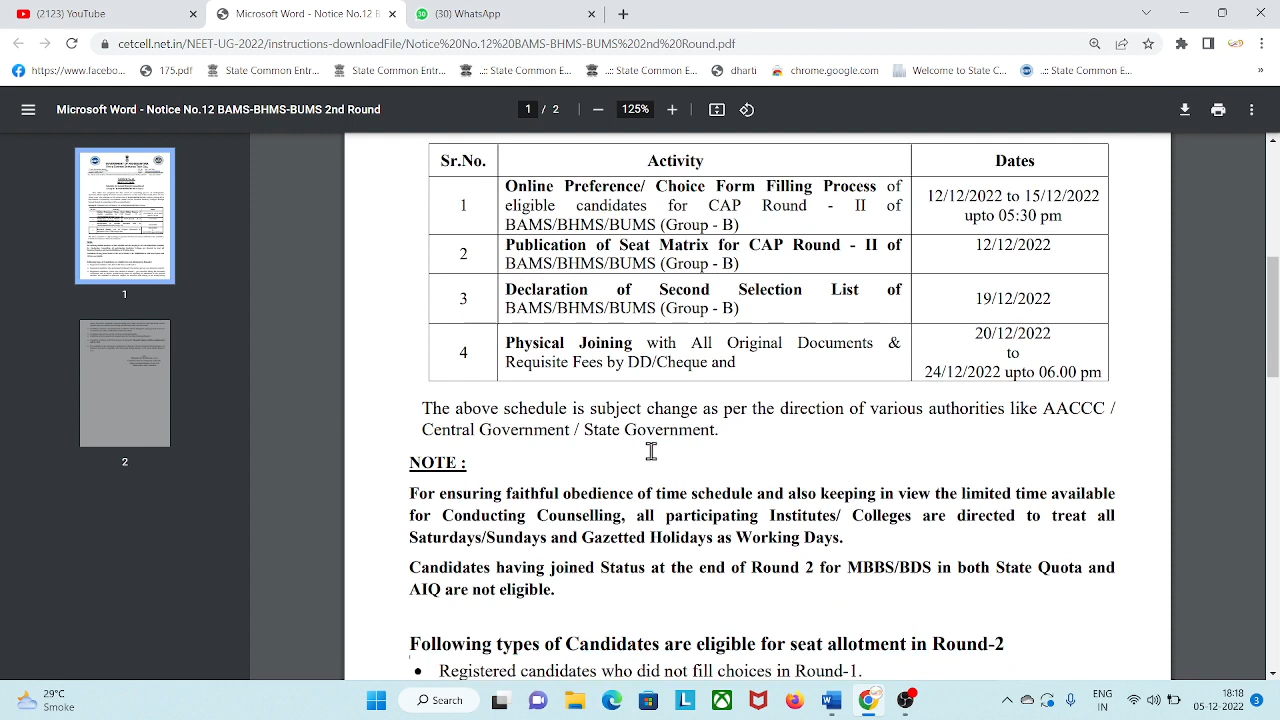 (2123) YouTube
Microsoft Word - Notice No.12 B
(30) WhatsApp
cetcell.net.in/NEET-UG-2022/instructions-downloadFile/Notice%20No.12%20BAMS-BHMS-BUMS%202nd%20Round.pdf
https://www.facebo...
175.pdf
State Common Entr...
State Common Entr...
.:: State Common E...
.:: State Common E...
dharti
chrome.google.com
Welcome to State C...
.::: State Common E...
»
Microsoft Word - Notice No.12 BAMS-BHMS-BUMS 2nd Round
1 / 2
125%
Sr.No. Activity Dates
1 Online Preference/ Choice Form Filling Process of
eligible candidates for CAP Round - II of
BAMS/BHMS/BUMS (Group - B)
12/12/2022 to 15/12/2022
upto 05:30 pm
2 Publication of Seat Matrix for CAP Round - II of
BAMS/BHMS/BUMS (Group - B)
12/12/2022
3 Declaration of Second Selection List of
BAMS/BHMS/BUMS (Group - B)
19/12/2022
4 Physical Joining with All Original Documents &
Requisite Fees by DD/Cheque and
20/12/2022
to
24/12/2022 upto 06.00 pm
The above schedule is subject change as per the direction of various authorities like AACCC /
Central Government / State Government.
NOTE :
For ensuring faithful obedience of time schedule and also keeping in view the limited time available
for Conducting Counselling, all participating Institutes/ Colleges are directed to treat all
Saturdays/Sundays and Gazetted Holidays as Working Days.
Candidates having joined Status at the end of Round 2 for MBBS/BDS in both State Quota and
AIQ are not eligible.
Following types of Candidates are eligible for seat allotment in Round-2
• Registered candidates who did not fill choices in Round-1.
1
2
29°C
Smoke
Search
ENG
IN
18:18
05-12-2022
3